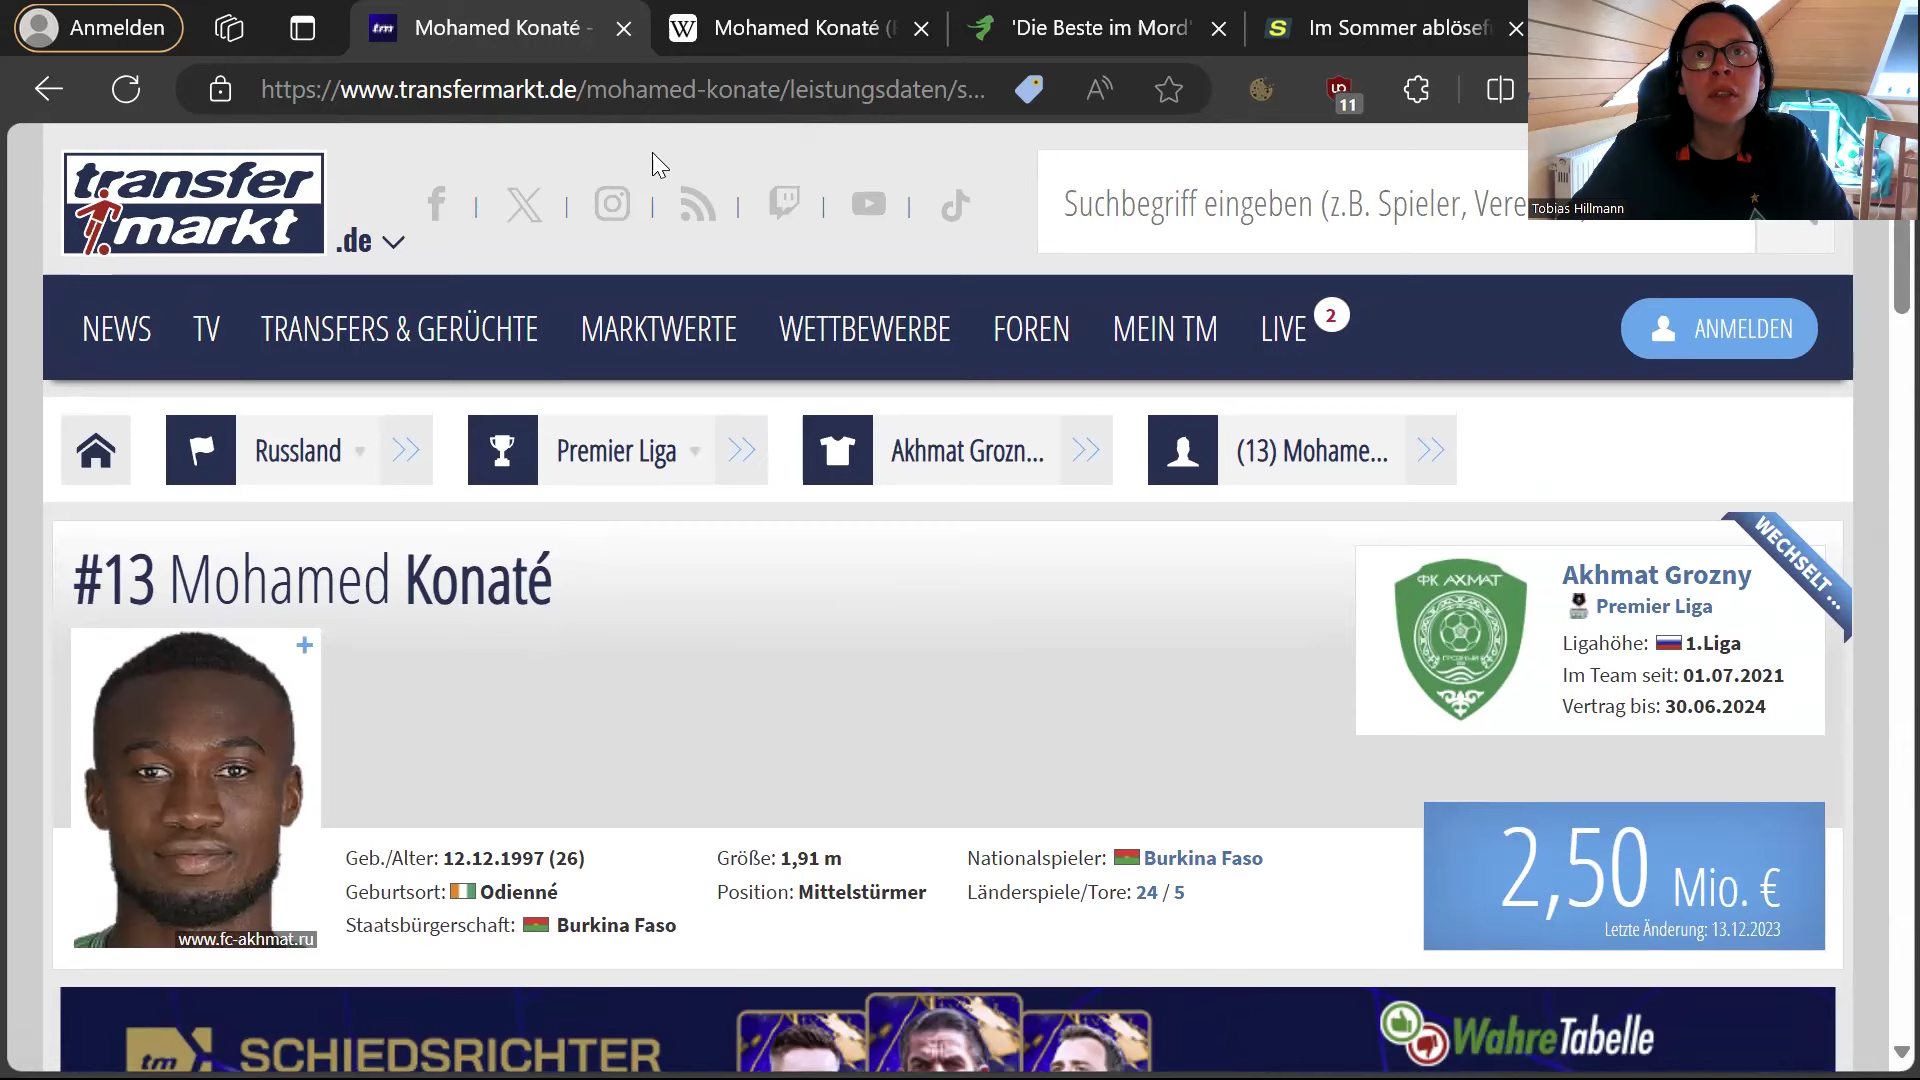 Anmelden
Mohamed Konaté -
Mohamed Konaté (
'Die Beste im Mord'
Im Sommer ablösef
https://www.transfermarkt.de/mohamed-konate/leistungsdaten/s...
11
transfer
markt
.de
Suchbegriff eingeben (z.B. Spieler, Vere
Tobias Hillmann
NEWS
TV
TRANSFERS & GERÜCHTE
MARKTWERTE
WETTBEWERBE
FOREN
MEIN TM
LIVE
2
ANMELDEN
Russland
Premier Liga
Akhmat Grozn...
(13) Mohame...
#13 Mohamed Konaté
WECHSELT ...
ФК АХМАТ
ГРОЗНЫЙ
Akhmat Grozny
Premier Liga
Ligahöhe: 1.Liga
Im Team seit: 01.07.2021
Vertrag bis: 30.06.2024
www.fc-akhmat.ru
Geb./Alter: 12.12.1997 (26)
Geburtsort: Odienné
Staatsbürgerschaft: Burkina Faso
Größe: 1,91 m
Position: Mittelstürmer
Nationalspieler: Burkina Faso
Länderspiele/Tore: 24 / 5
2,50 Mio. €
Letzte Änderung: 13.12.2023
tm
SCHIEDSRICHTER
WahreTabelle